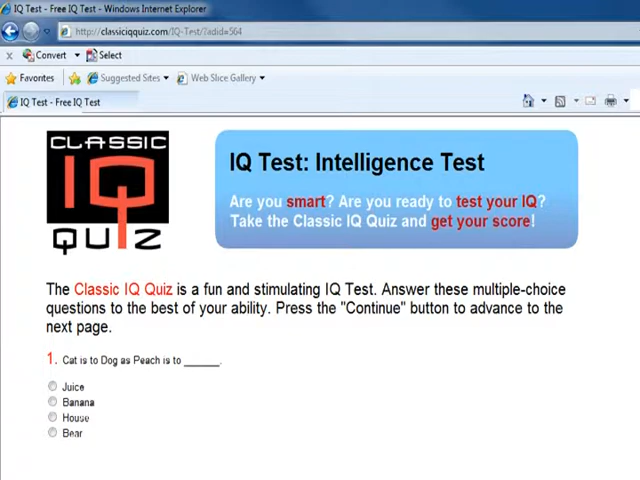 IQ Test - Free IQ Test - Windows Internet Explorer
http://classiciqquiz.com/IQ-Test/?adid=564
x Convert Select
Favorites Suggested Sites Web Slice Gallery
IQ Test - Free IQ Test
CLASSIC
IQ
QUIZ
IQ Test: Intelligence Test
Are you smart? Are you ready to test your IQ?
Take the Classic IQ Quiz and get your score!
The Classic IQ Quiz is a fun and stimulating IQ Test. Answer these multiple-choice
questions to the best of your ability. Press the "Continue" button to advance to the
next page.
1. Cat is to Dog as Peach is to ______.
Juice
Banana
House
Bear